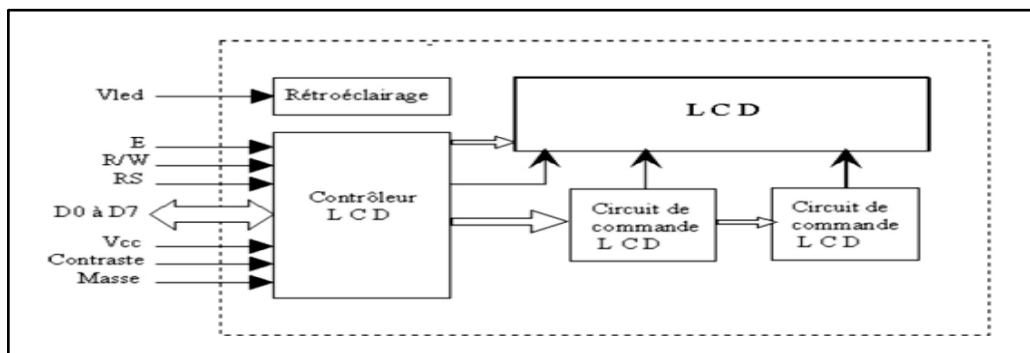 Vled
Rétroéclairage
L C D
E
R/W
RS
D0 à D7
Vcc
Contraste
Masse
Contrôleur
L C D
Circuit de
commande
L C D
Circuit de
commande
L C D